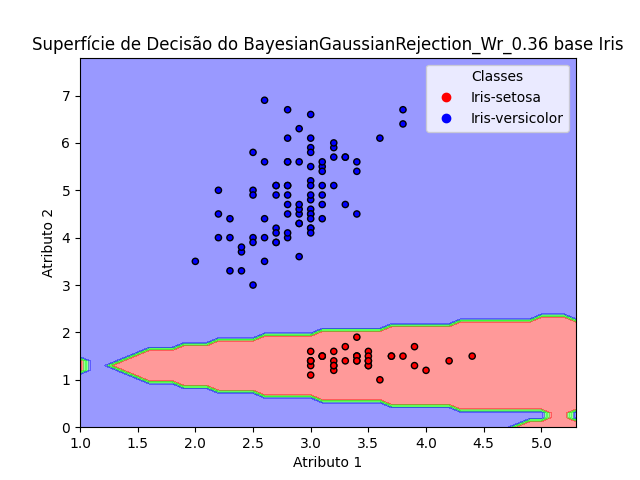 Superfície de Decisão do BayesianGaussianRejection_Wr_0.36 base Iris
Classes
Iris-setosa
Iris-versicolor
7
6
5
4
3
2
1
0
Atributo 2
1.0 1.5 2.0 2.5 3.0 3.5 4.0 4.5 5.0
Atributo 1